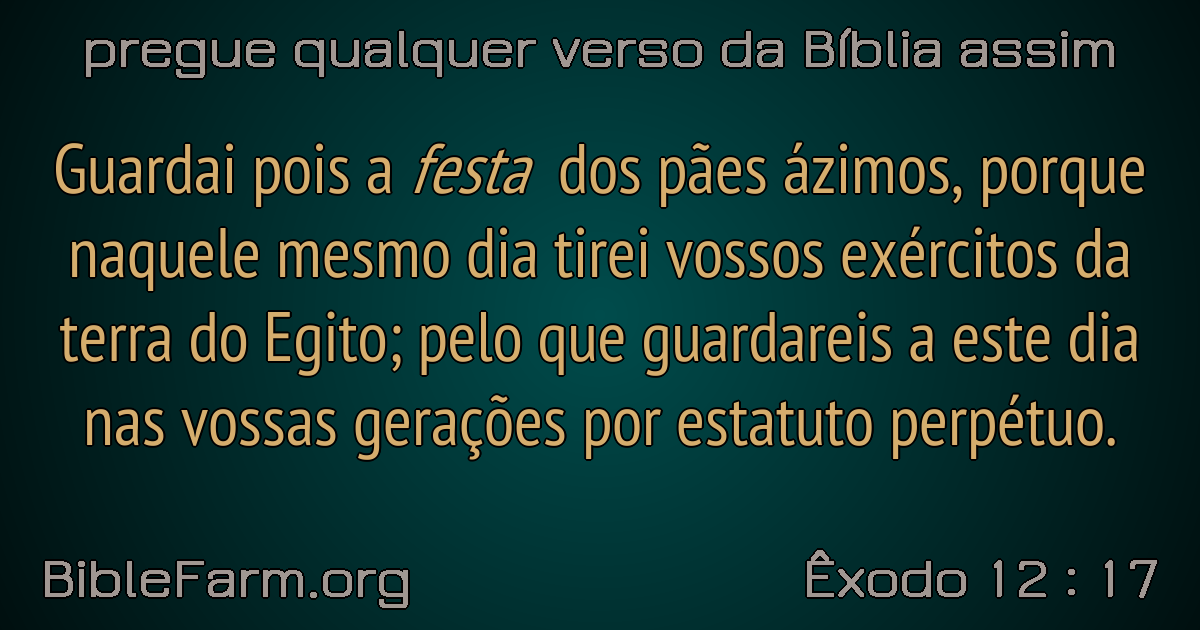 pregue qualquer verso da Bíblia assim
Guardai pois a festa dos pães ázimos, porque
naquele mesmo dia tirei vossos exércitos da
terra do Egito; pelo que guardareis a este dia
nas vossas gerações por estatuto perpétuo.
BibleFarm.org
Êxodo 12 : 17